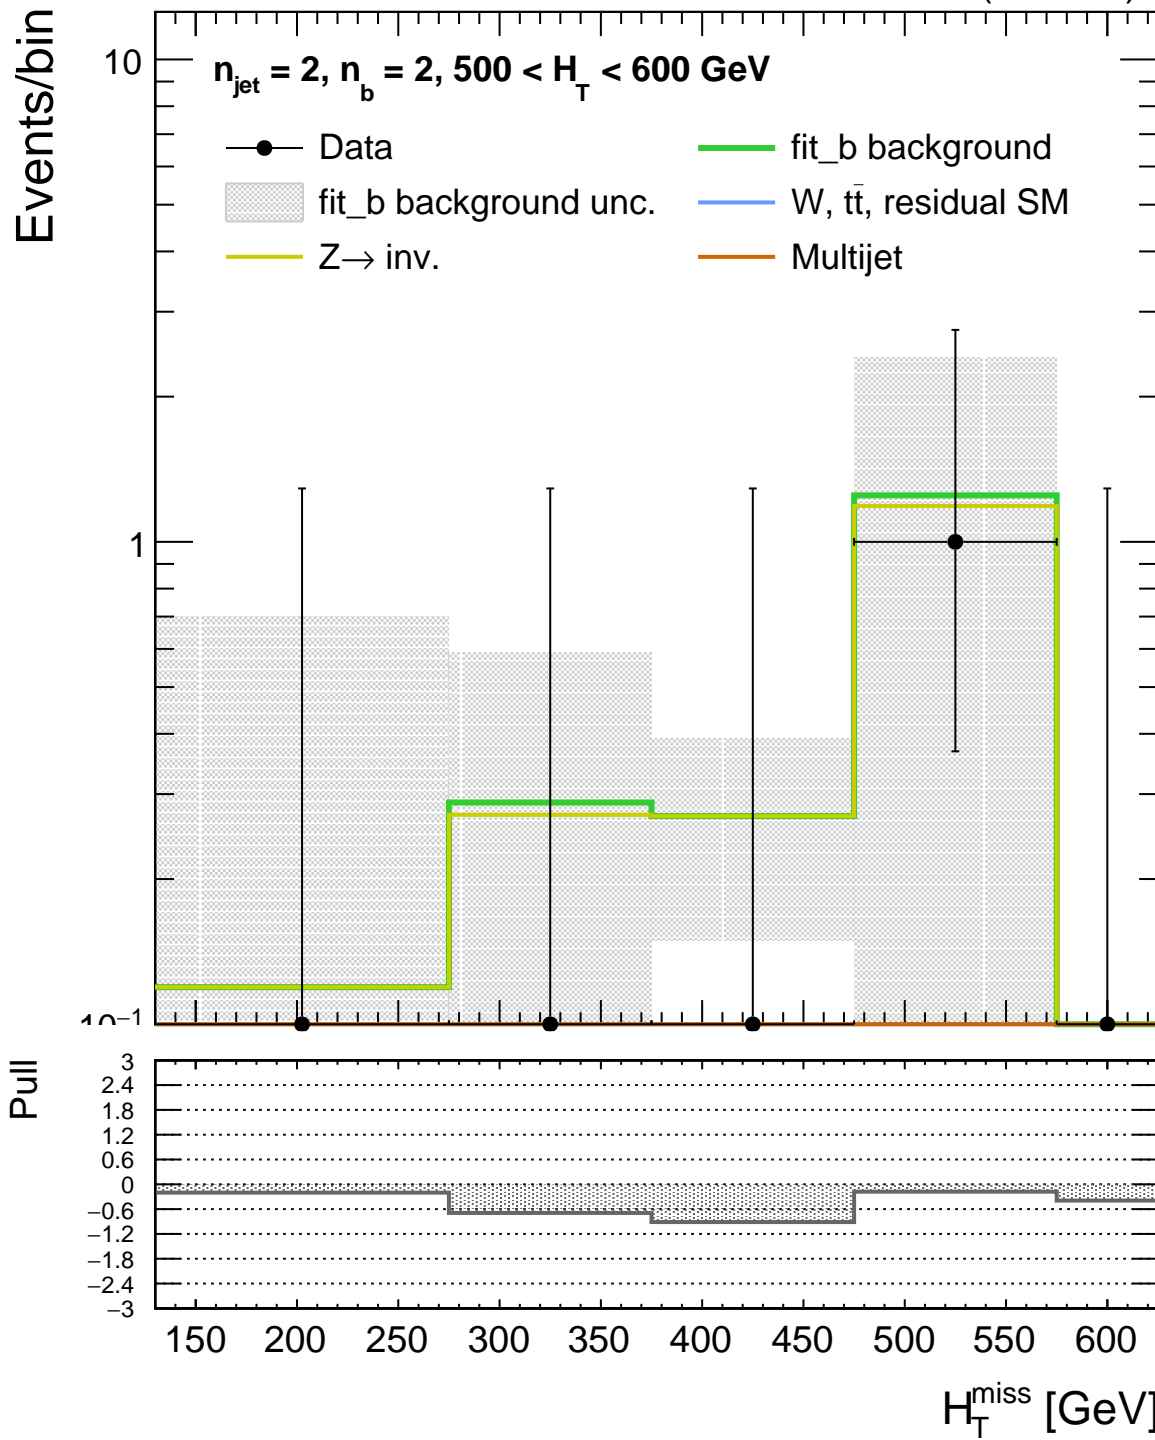 Events/bin
10
n_jet = 2, n_b = 2, 500 < H_T < 600 GeV
Data
fit_b background
fit_b background unc.
W, tt̄, residual SM
Z→ inv.
Multijet
1
10⁻¹
Pull
3
2.4
1.8
1.2
0.6
0
−0.6
−1.2
−1.8
−2.4
−3
150 200 250 300 350 400 450 500 550 600
H_T^miss [GeV]